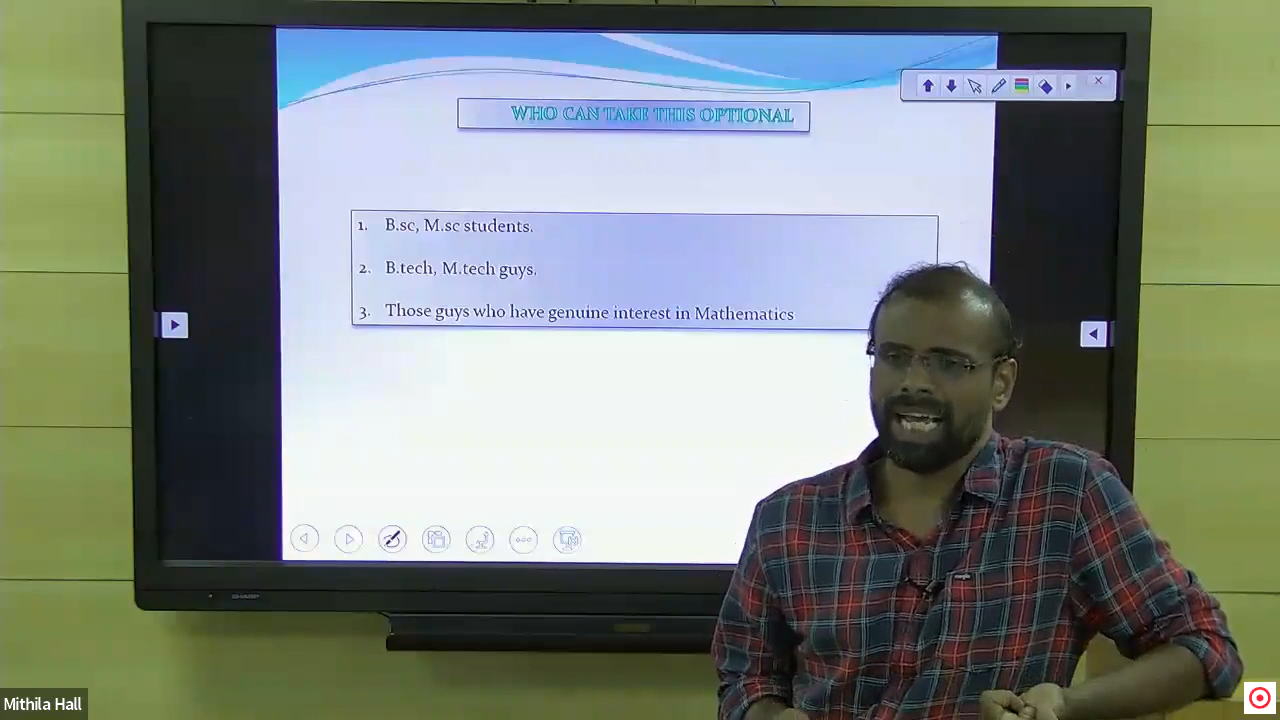 WHO CAN TAKE THIS OPTIONAL
1. B.sc, M.sc students.
2. B.tech, M.tech guys.
3. Those guys who have genuine interest in Mathematics
SHARP
Mithila Hall